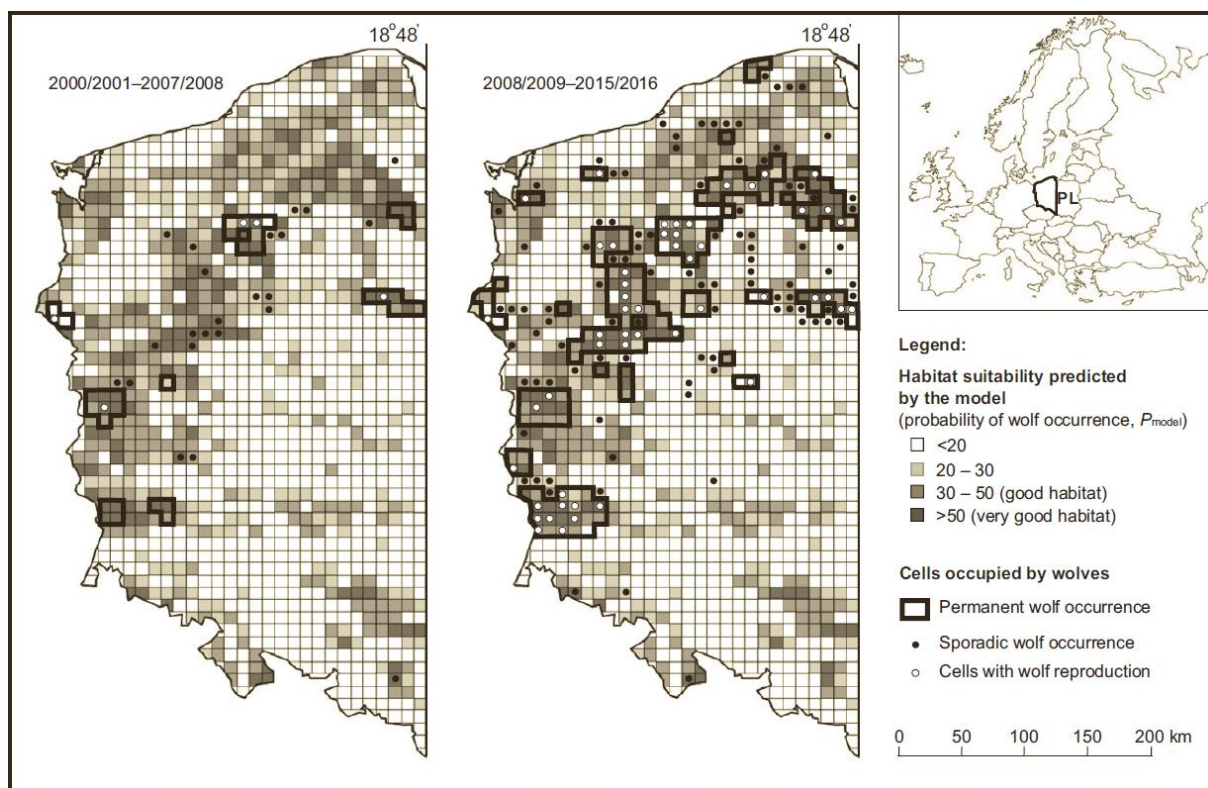 18°48'
2000/2001–2007/2008
18°48'
2008/2009–2015/2016
PL
Legend:
Habitat suitability predicted
by the model
(probability of wolf occurrence, Pmodel)
<20
20 – 30
30 – 50 (good habitat)
>50 (very good habitat)
Cells occupied by wolves
Permanent wolf occurrence
Sporadic wolf occurrence
Cells with wolf reproduction
0 50 100 150 200 km